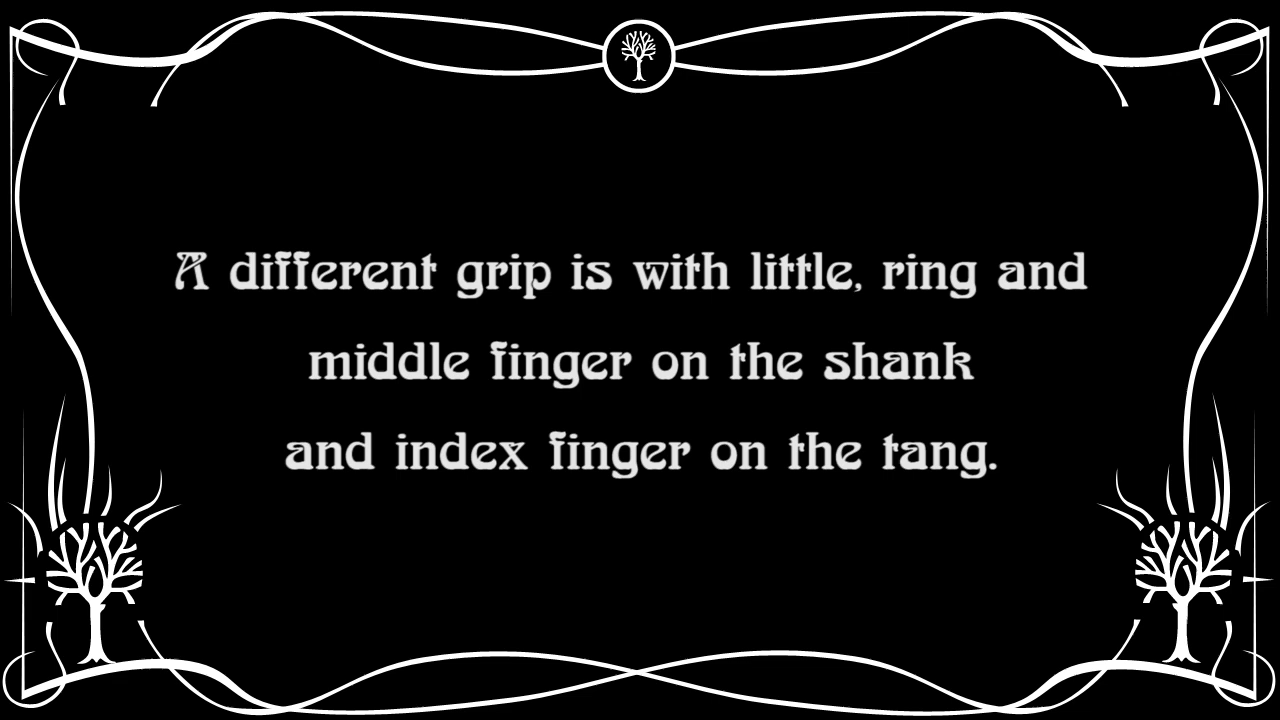 A different grip is with little, ring and
middle finger on the shank
and index finger on the tang.